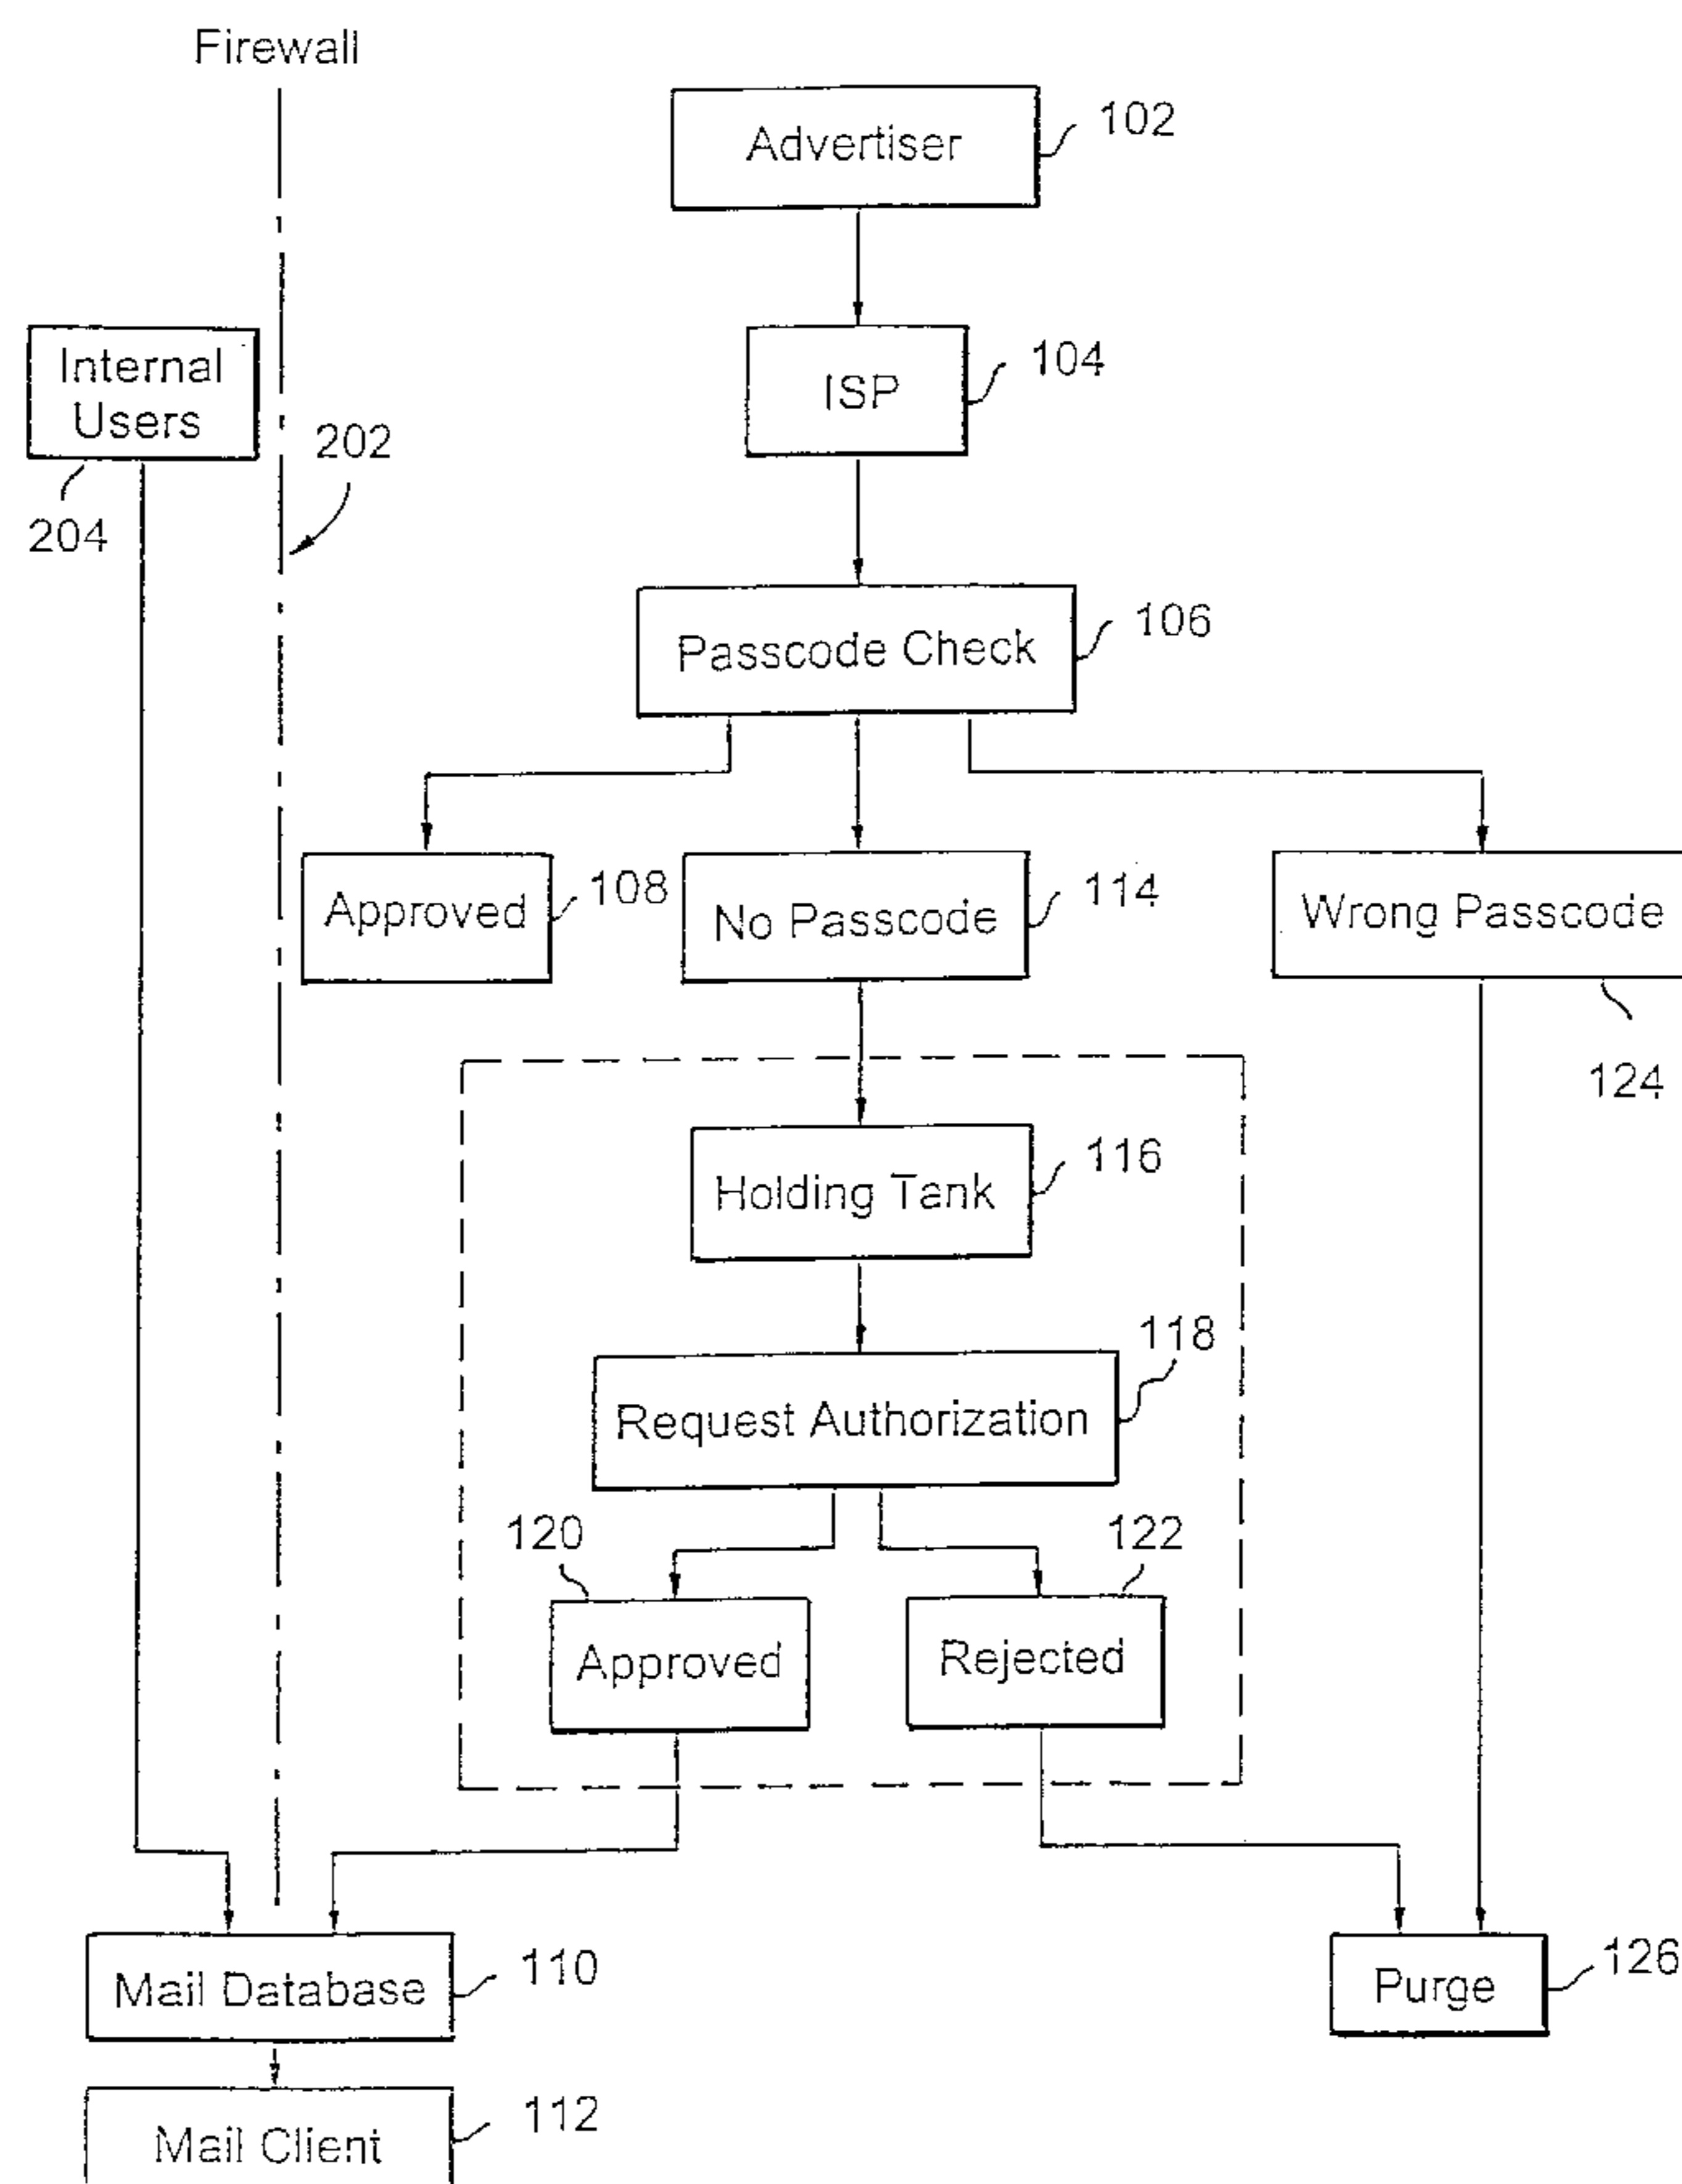 Firewall
Advertiser
102
Internal
Users
ISP
104
202
204
Passcode Check
106
Approved
108
No Passcode
114
Wrong Passcode
124
Holding Tank
116
118
Request Authorization
120
122
Approved
Rejected
Mail Database
110
Purge
126
Mail Client
112